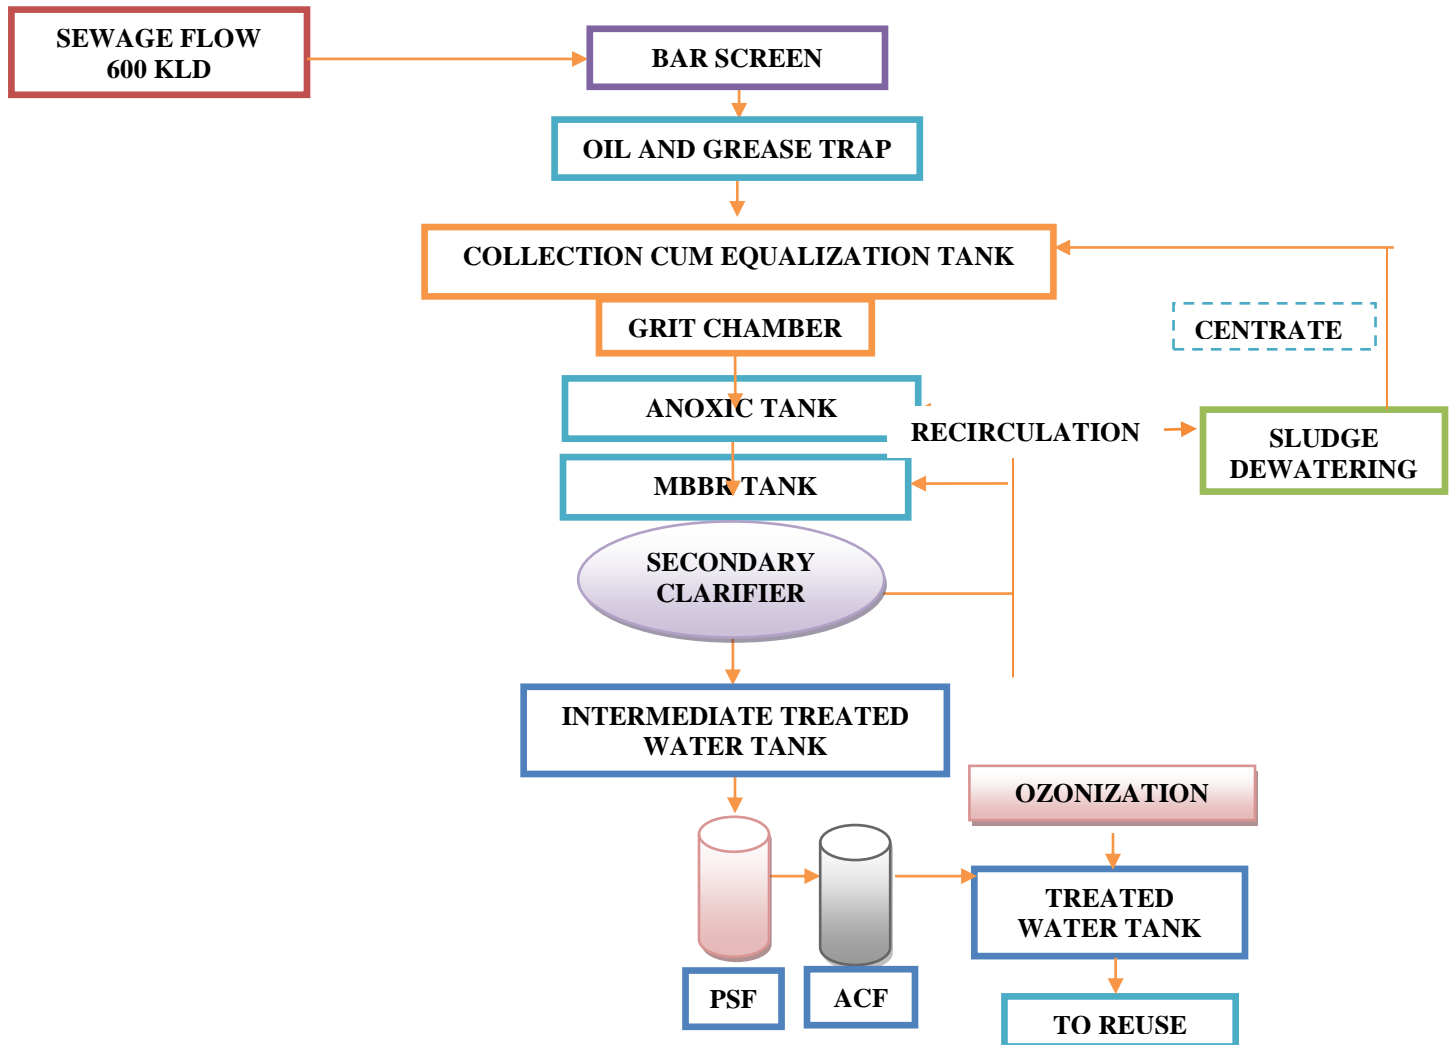 SEWAGE FLOW
600 KLD
BAR SCREEN
OIL AND GREASE TRAP
COLLECTION CUM EQUALIZATION TANK
GRIT CHAMBER
CENTRATE
ANOXIC TANK
RECIRCULATION
SLUDGE
DEWATERING
MBBR TANK
SECONDARY
CLARIFIER
INTERMEDIATE TREATED
WATER TANK
OZONIZATION
TREATED
WATER TANK
PSF
ACF
TO REUSE